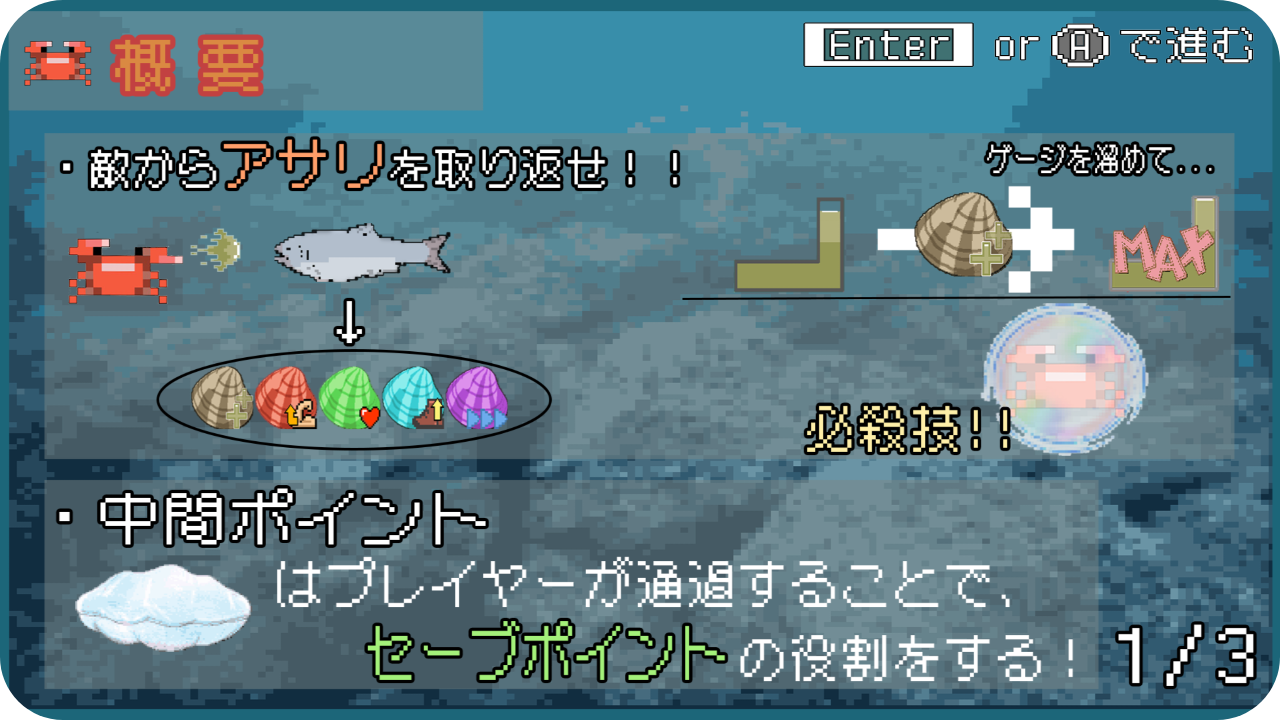 概要
Enter or Ⓐ で進む
・敵からアサリを取り返せ！！
ゲージを溜めて...
MAX
必殺技!!
・中間ポイント
はプレイヤーが通過することで、
セーブポイントの役割をする！
1/3